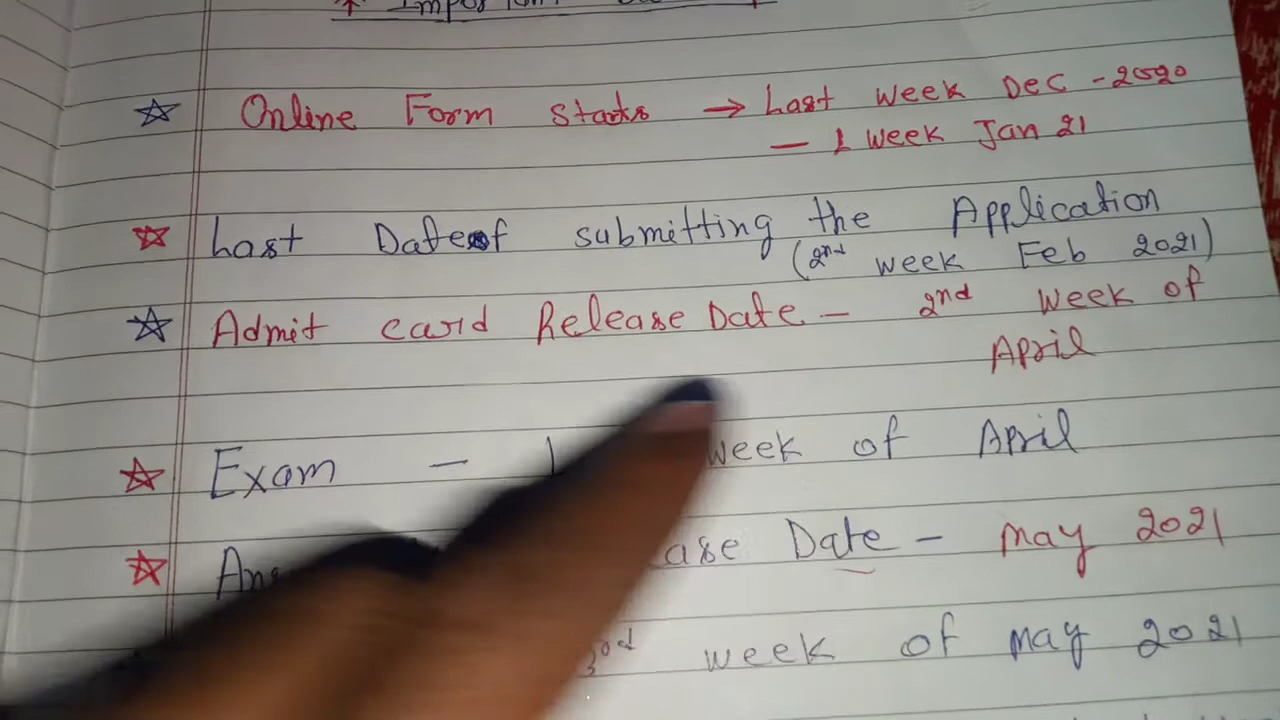 Online Form Starts → Last week Dec - 2020
— 1 week Jan 21
Last Date of submitting the Application
(2nd week Feb 2021)
Admit card Release Date - 2nd week of
April
Exam - week of April
Date - May 2021
3rd week of May 2021